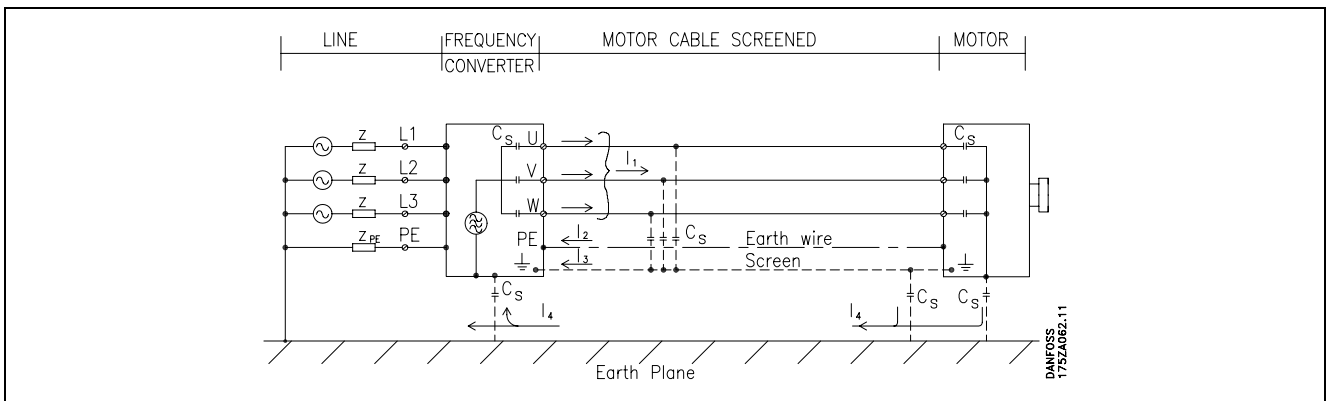 LINE
FREQUENCY CONVERTER
MOTOR CABLE SCREENED
MOTOR
z L1
Cs U
I1
Cs
z L2
V
z L3
W
ZPE PE
PE
I2
Cs
Earth wire
I3
Screen
Cs
I4
I4
Cs
Cs
Earth Plane
DANFOSS
175ZA062.11